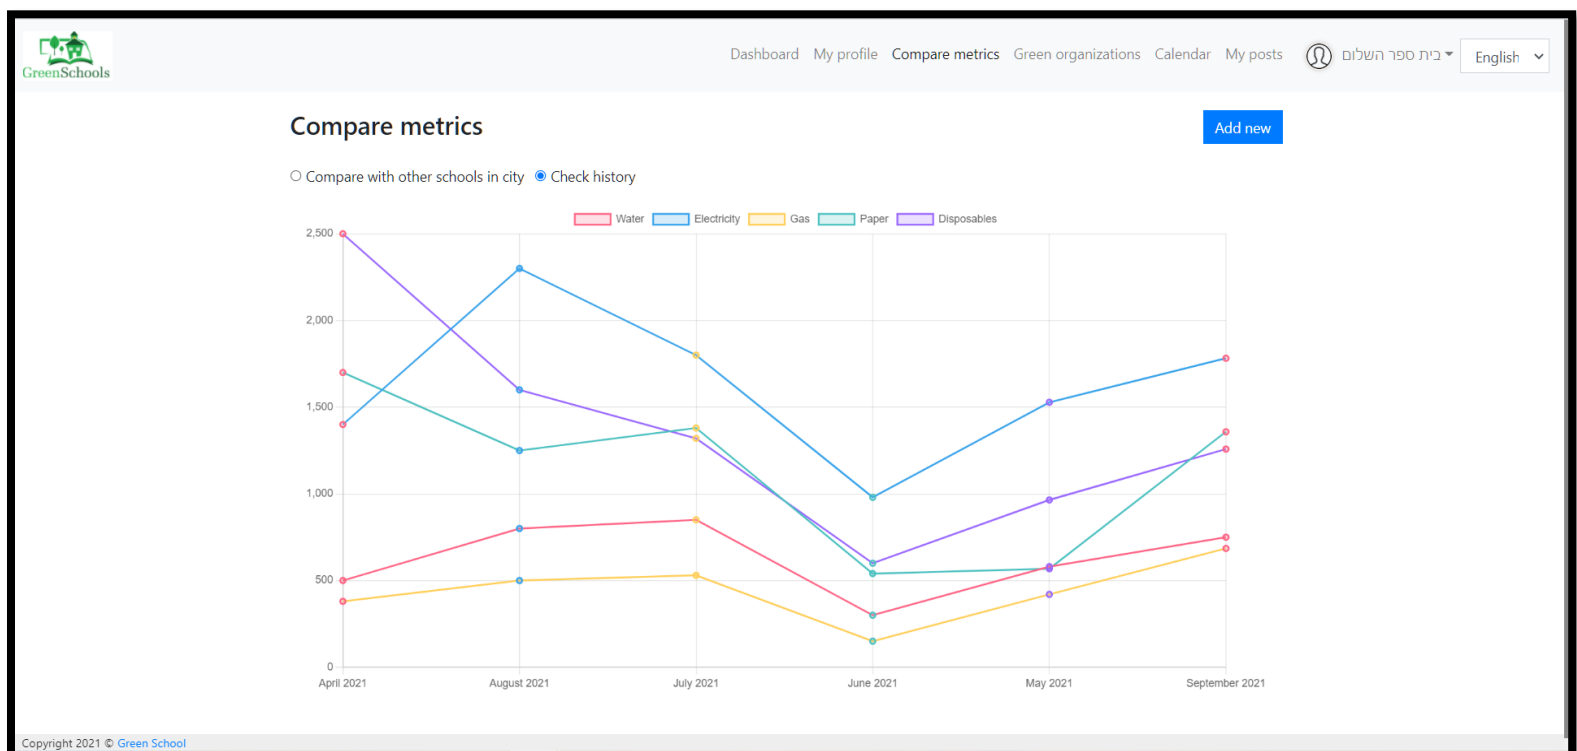 GreenSchools
Dashboard My profile Compare metrics Green organizations Calendar My posts בית ספר השלום English
Compare metrics
Add new
Compare with other schools in city Check history
Water Electricity Gas Paper Disposables
2,500
2,000
1,500
1,000
500
0
April 2021 August 2021 July 2021 June 2021 May 2021 September 2021
Copyright 2021 © Green School